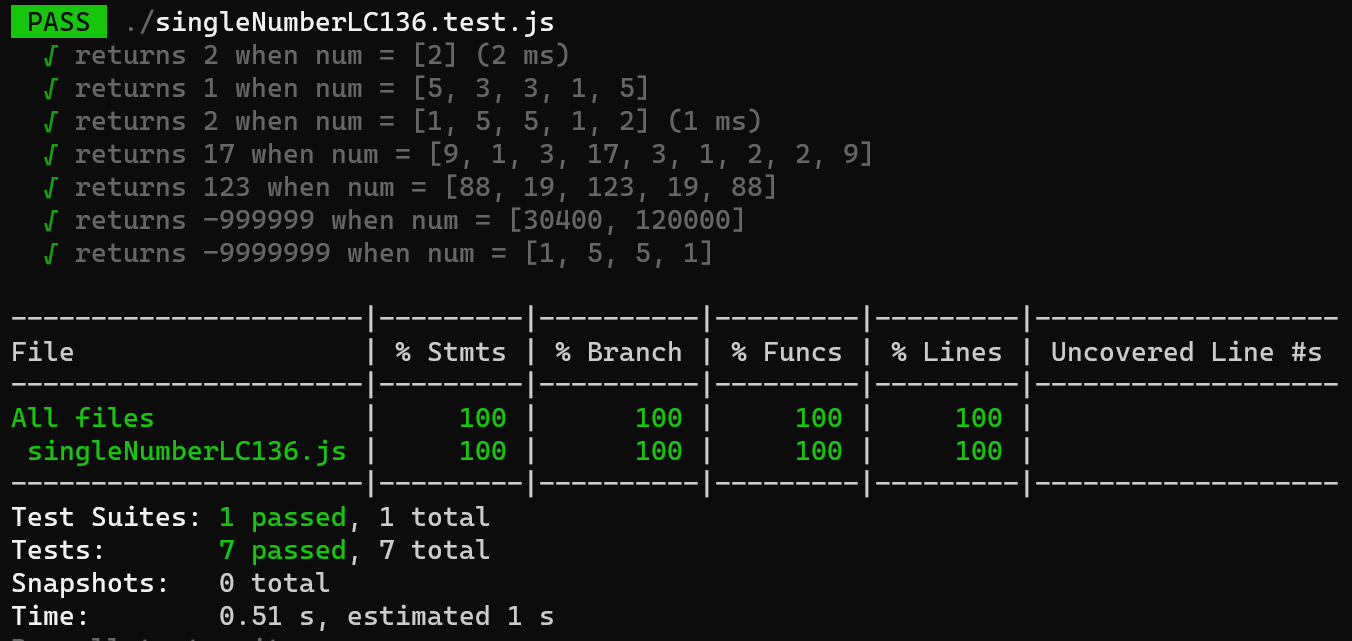 PASS ./singleNumberLC136.test.js
√ returns 2 when num = [2] (2 ms)
√ returns 1 when num = [5, 3, 3, 1, 5]
√ returns 2 when num = [1, 5, 5, 1, 2] (1 ms)
√ returns 17 when num = [9, 1, 3, 17, 3, 1, 2, 2, 9]
√ returns 123 when num = [88, 19, 123, 19, 88]
√ returns -999999 when num = [30400, 120000]
√ returns -9999999 when num = [1, 5, 5, 1]
----------------------|---------|----------|---------|---------|-------------------
File                  | % Stmts | % Branch | % Funcs | % Lines | Uncovered Line #s
----------------------|---------|----------|---------|---------|-------------------
All files             |     100 |      100 |     100 |     100 |
 singleNumberLC136.js |     100 |      100 |     100 |     100 |
----------------------|---------|----------|---------|---------|-------------------
Test Suites: 1 passed, 1 total
Tests:       7 passed, 7 total
Snapshots:   0 total
Time:        0.51 s, estimated 1 s